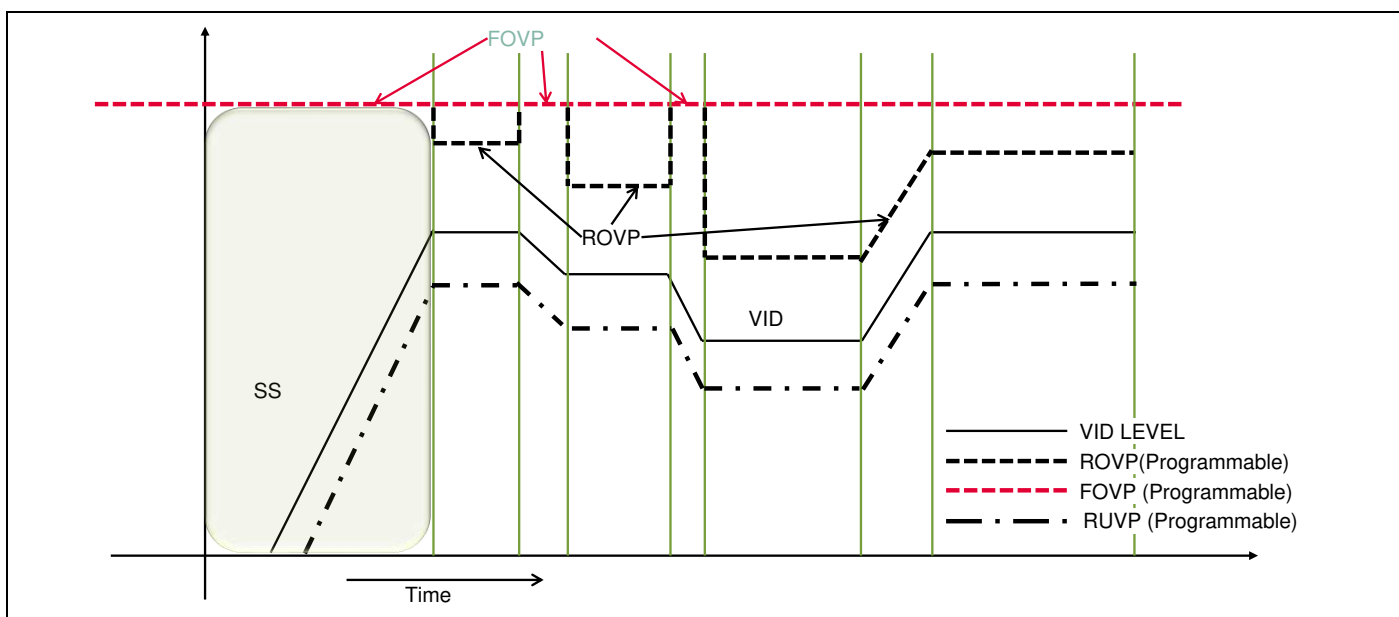 FOVP
ROVP
VID
SS
VID LEVEL
ROVP(Programmable)
FOVP (Programmable)
RUVP (Programmable)
Time